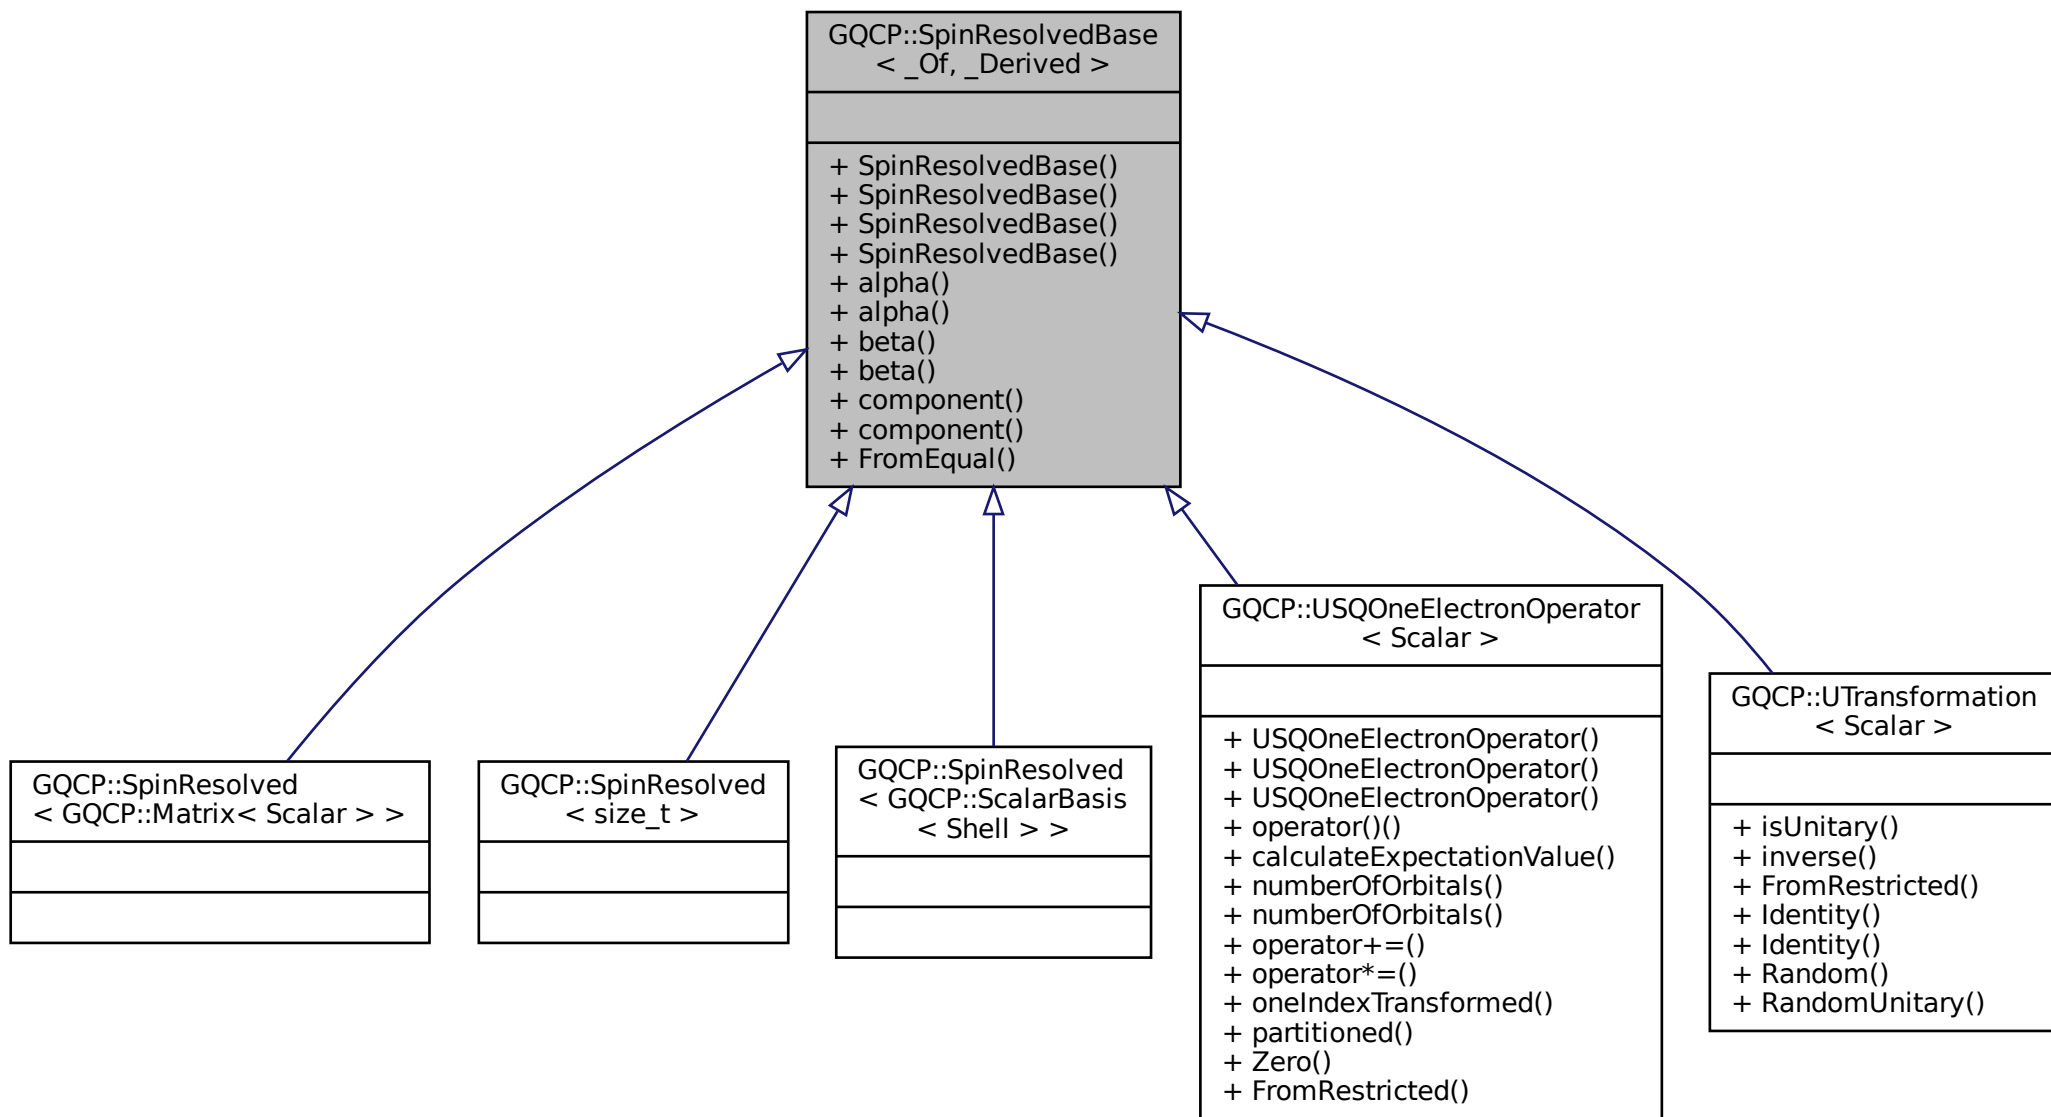 GQCP::SpinResolvedBase
< _Of, _Derived >
+ SpinResolvedBase()
+ SpinResolvedBase()
+ SpinResolvedBase()
+ SpinResolvedBase()
+ alpha()
+ alpha()
+ beta()
+ beta()
+ component()
+ component()
+ FromEqual()
GQCP::SpinResolved
< GQCP::Matrix< Scalar > >
GQCP::SpinResolved
< size_t >
GQCP::SpinResolved
< GQCP::ScalarBasis
< Shell > >
GQCP::USQOneElectronOperator
< Scalar >
+ USQOneElectronOperator()
+ USQOneElectronOperator()
+ USQOneElectronOperator()
+ operator()()
+ calculateExpectationValue()
+ numberOfOrbitals()
+ numberOfOrbitals()
+ operator+=()
+ operator*=()
+ oneIndexTransformed()
+ partitioned()
+ Zero()
+ FromRestricted()
GQCP::UTransformation
< Scalar >
+ isUnitary()
+ inverse()
+ FromRestricted()
+ Identity()
+ Identity()
+ Random()
+ RandomUnitary()